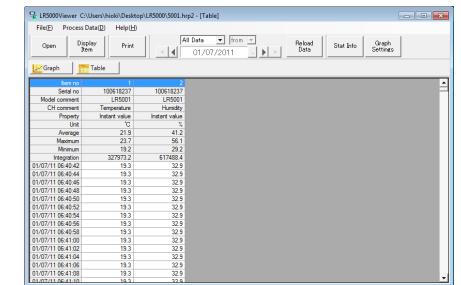 LR5000Viewer C:\Users\hioki\Desktop\LR5000\5001.hrp2 - [Table]
File(F) Process Data(D) Help(H)
Open Display Item Print All Data from 01/07/2011 Reload Data Stat Info Graph Settings
Graph Table
Item no 1 2
Serial no 100618237 100618237
Model comment LR5001 LR5001
CH comment Temperature Humidity
Property Instant value Instant value
Unit ℃ %
Average 21.9 41.2
Maximum 23.7 56.1
Minimum 19.2 29.2
Integration 327973.2 617488.4
01/07/11 06:40:42 19.3 32.9
01/07/11 06:40:44 19.3 32.9
01/07/11 06:40:46 19.3 32.9
01/07/11 06:40:48 19.3 32.9
01/07/11 06:40:50 19.3 32.9
01/07/11 06:40:52 19.3 32.9
01/07/11 06:40:54 19.3 32.9
01/07/11 06:40:56 19.3 32.9
01/07/11 06:40:58 19.3 32.9
01/07/11 06:41:00 19.3 32.9
01/07/11 06:41:02 19.3 32.9
01/07/11 06:41:04 19.3 32.9
01/07/11 06:41:06 19.3 32.9
01/07/11 06:41:08 19.3 32.9
01/07/11 06:41:10 19.3 32.9